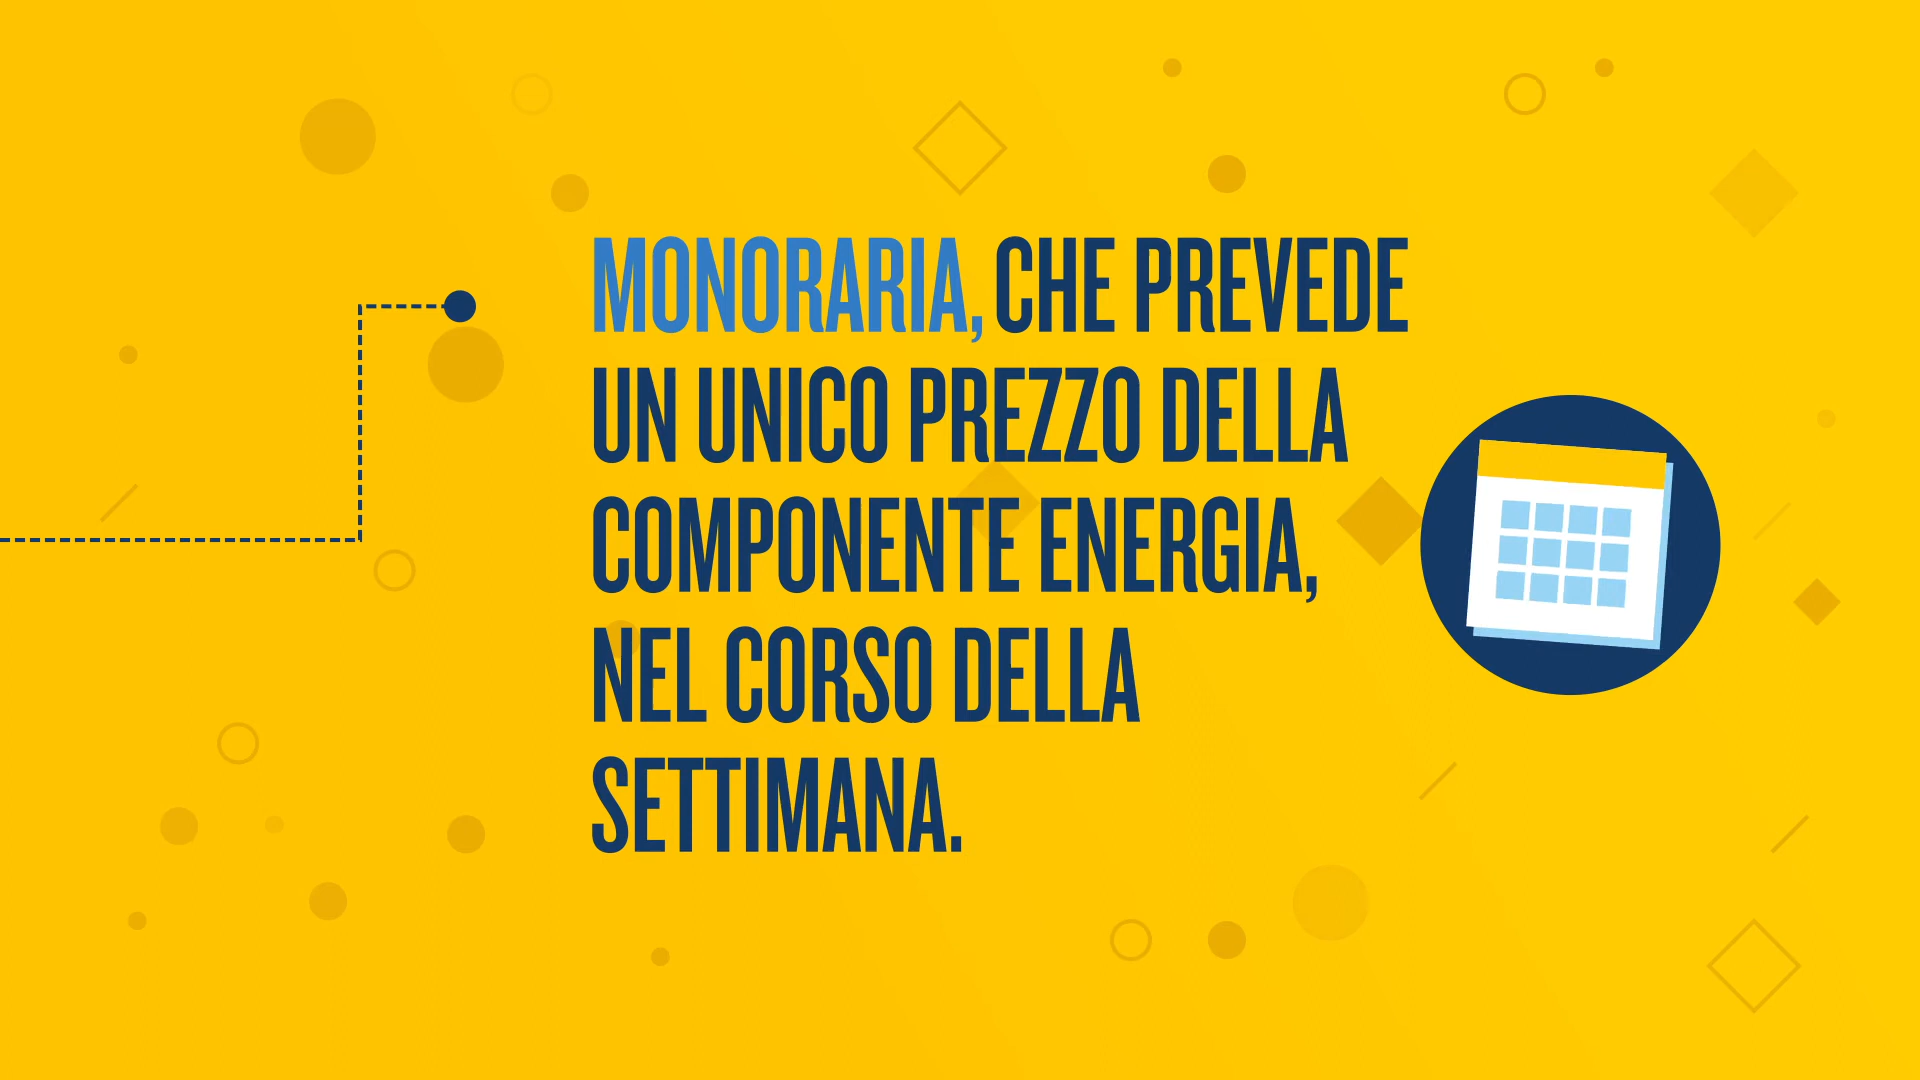 MONORARIA, CHE PREVEDE
UN UNICO PREZZO DELLA
COMPONENTE ENERGIA,
NEL CORSO DELLA
SETTIMANA.